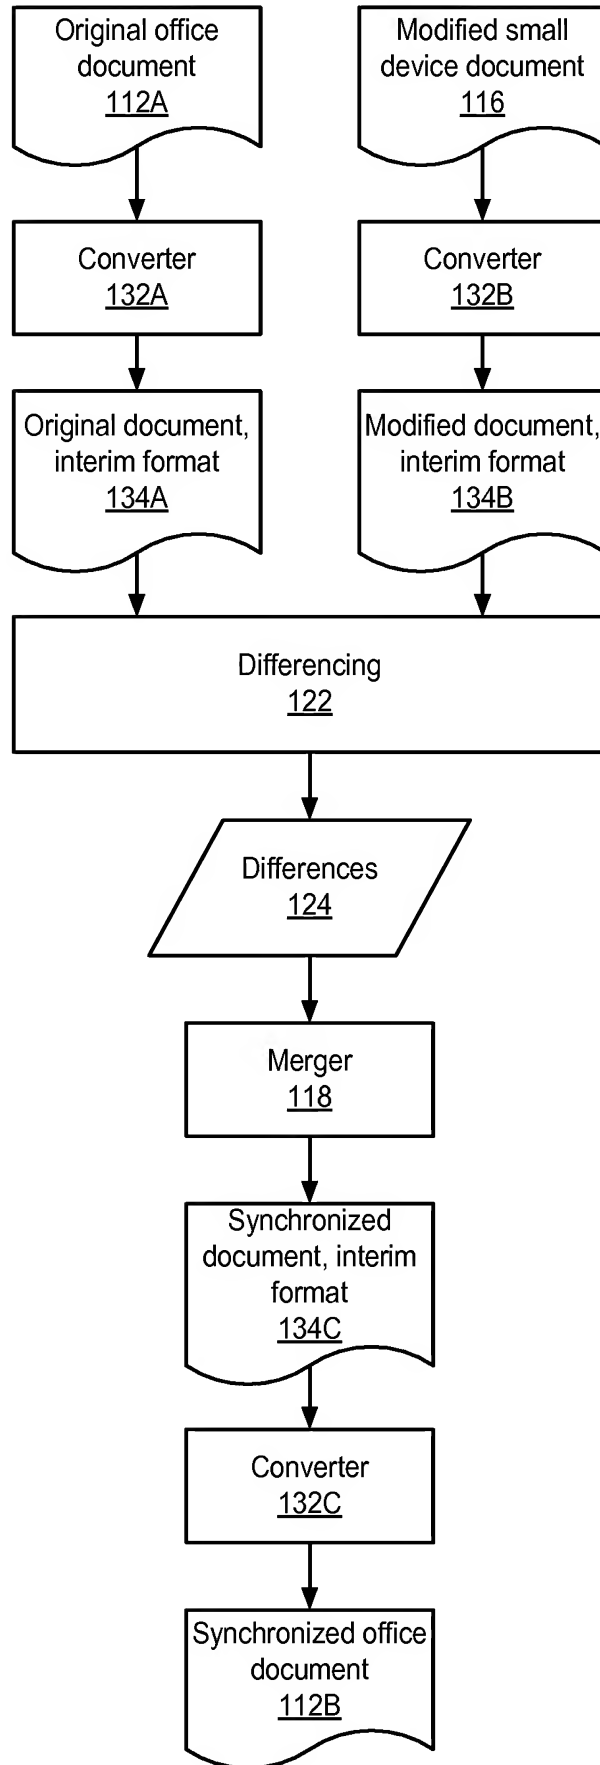 Original office
document
112A
Modified small
device document
116
Converter
132A
Converter
132B
Original document,
interim format
134A
Modified document,
interim format
134B
Differencing
122
Differences
124
Merger
118
Synchronized
document, interim
format
134C
Converter
132C
Synchronized office
document
112B